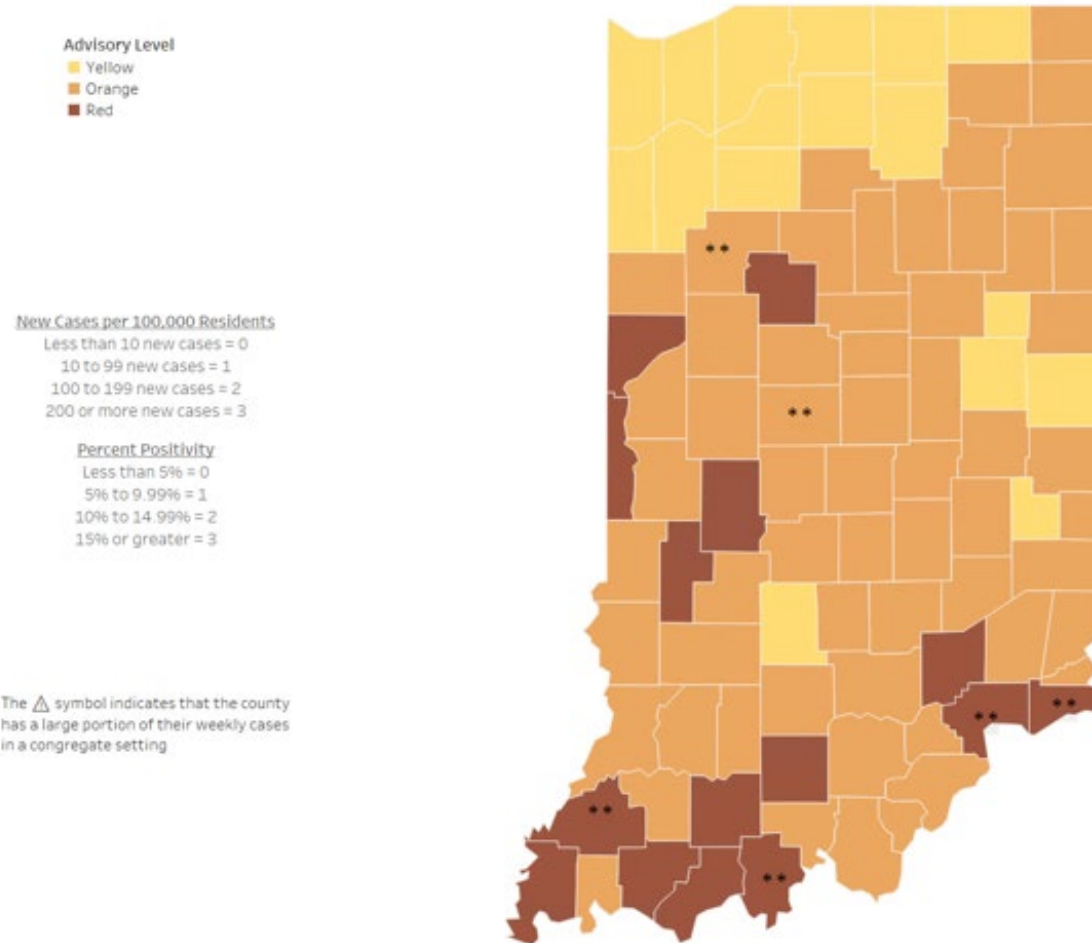 Advisory Level
Yellow
Orange
Red
New Cases per 100,000 Residents
Less than 10 new cases = 0
10 to 99 new cases = 1
100 to 199 new cases = 2
200 or more new cases = 3
Percent Positivity
Less than 5% = 0
5% to 9.99% = 1
10% to 14.99% = 2
15% or greater = 3
The ⚠ symbol indicates that the county
has a large portion of their weekly cases
in a congregate setting
**
**
**
**
**
**